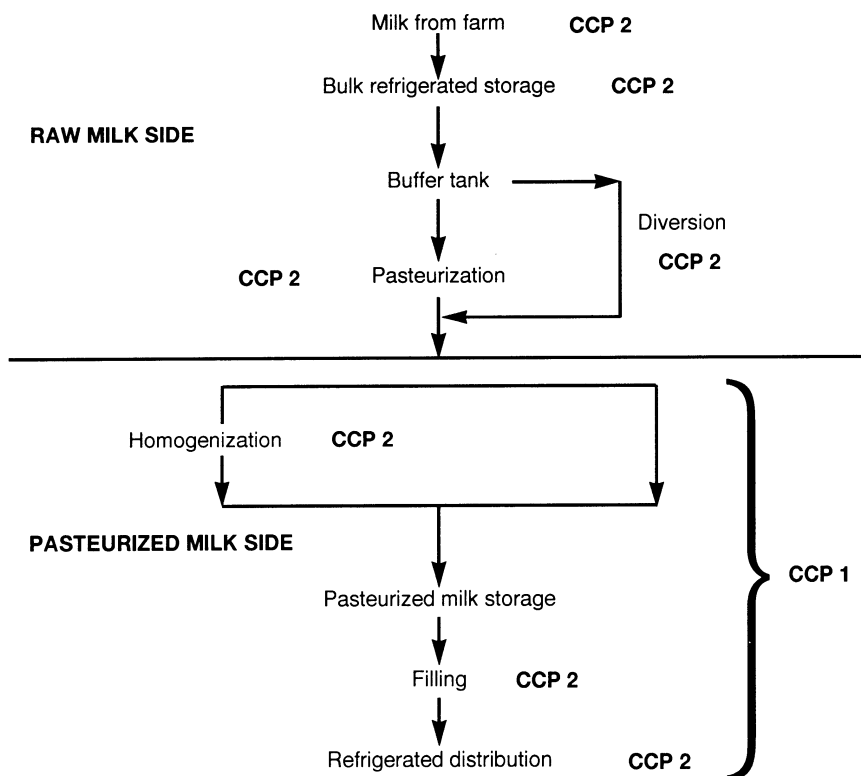 Milk from farm CCP 2
Bulk refrigerated storage CCP 2
RAW MILK SIDE
Buffer tank
Diversion
CCP 2
CCP 2 Pasteurization
Homogenization CCP 2
PASTEURIZED MILK SIDE
CCP 1
Pasteurized milk storage
Filling CCP 2
Refrigerated distribution CCP 2